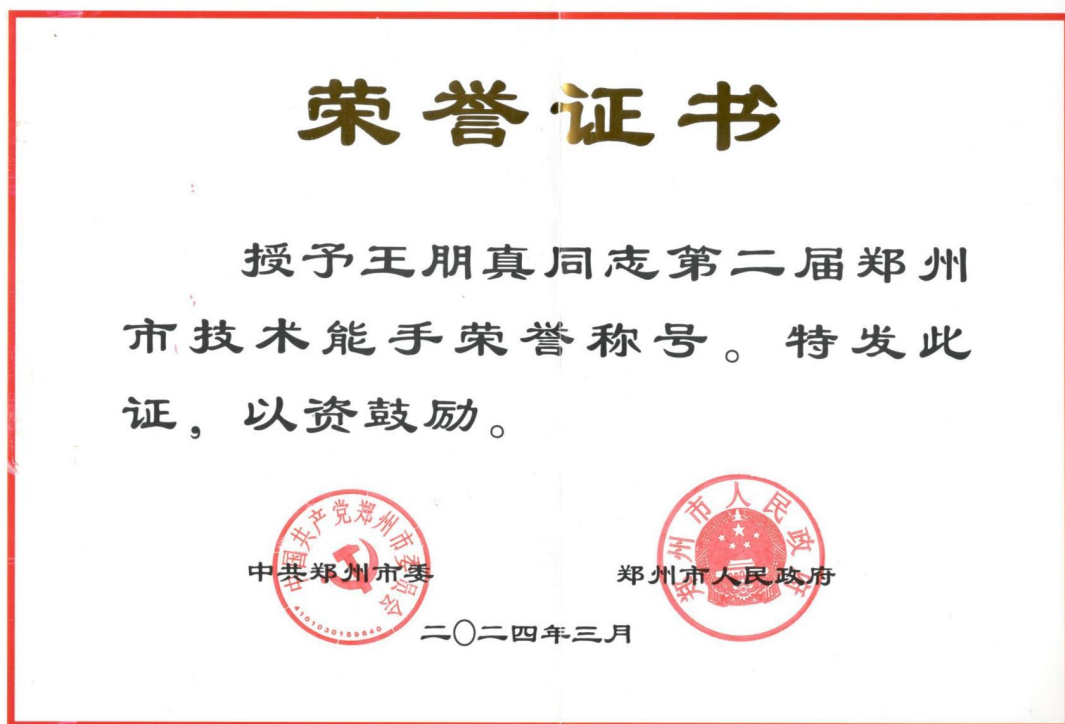 荣誉证书
授予王朋真同志第二届郑州
市技术能手荣誉称号。特发此
证，以资鼓励。
中国共产党郑州市委员会
4101030189840
郑州市人民政府
中共郑州市委
郑州市人民政府
二〇二四年三月